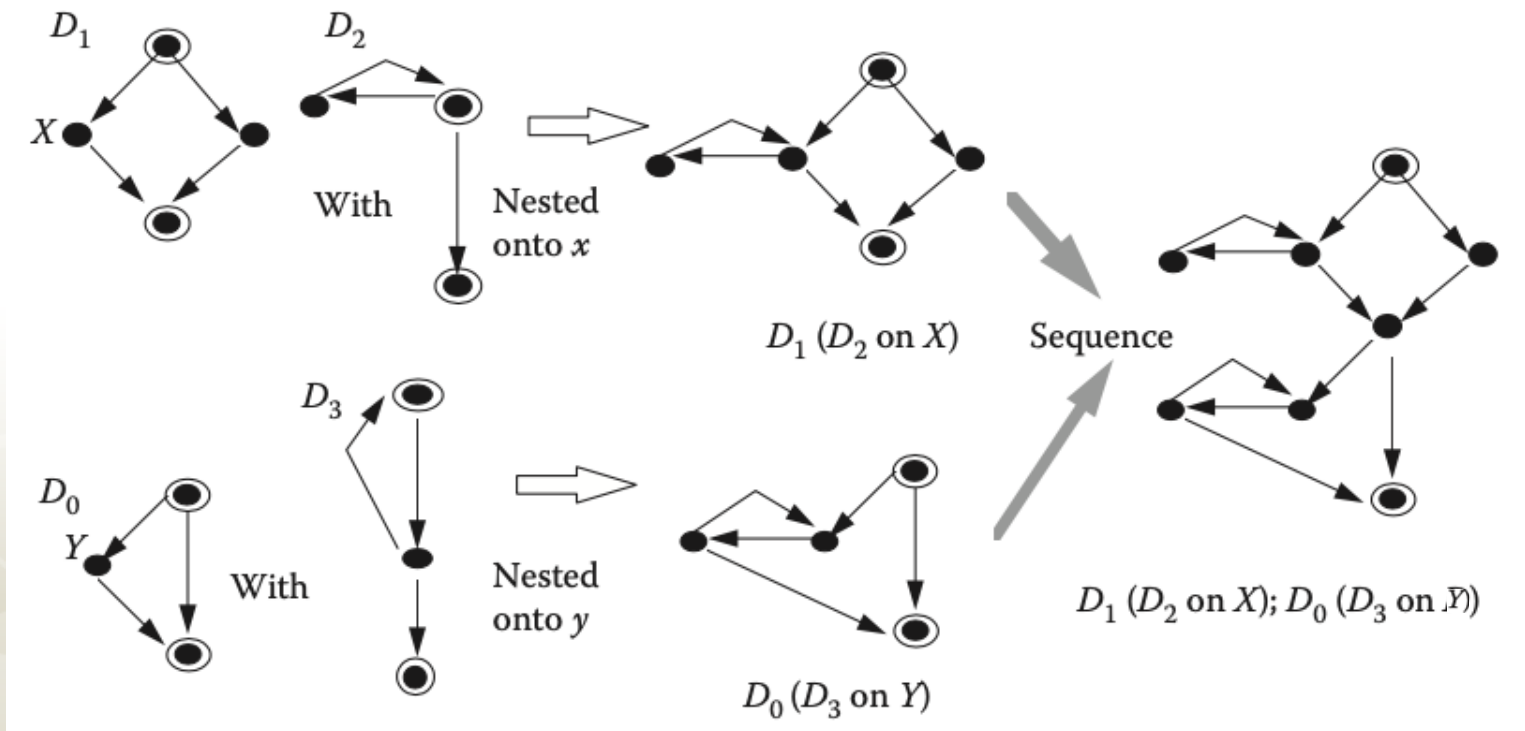 D₁
D₂
X
With
Nested
onto x
D₁ (D₂ on X)
Sequence
D₃
D₀
Y
With
Nested
onto y
D₀ (D₃ on Y)
D₁ (D₂ on X); D₀ (D₃ on Y))